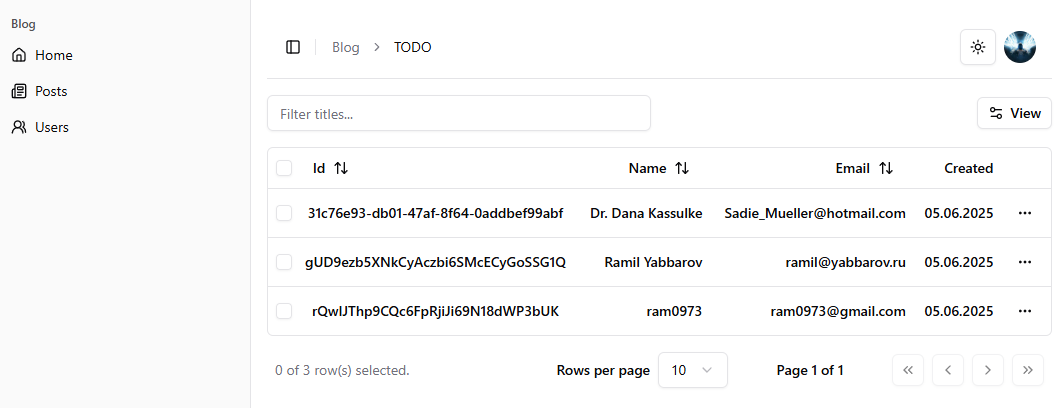 Blog
Home
Posts
Users
Blog > TODO
Filter titles...
View
Id Name Email Created
31c76e93-db01-47af-8f64-0addbef99abf Dr. Dana Kassulke Sadie_Mueller@hotmail.com 05.06.2025 ...
gUD9ezb5XNkCyAczbi6SMcECyGoSSG1Q Ramil Yabbarov ramil@yabbarov.ru 05.06.2025 ...
rQwIJThp9CQc6FpRjiJi69N18dWP3bUK ram0973 ram0973@gmail.com 05.06.2025 ...
0 of 3 row(s) selected. Rows per page 10 Page 1 of 1